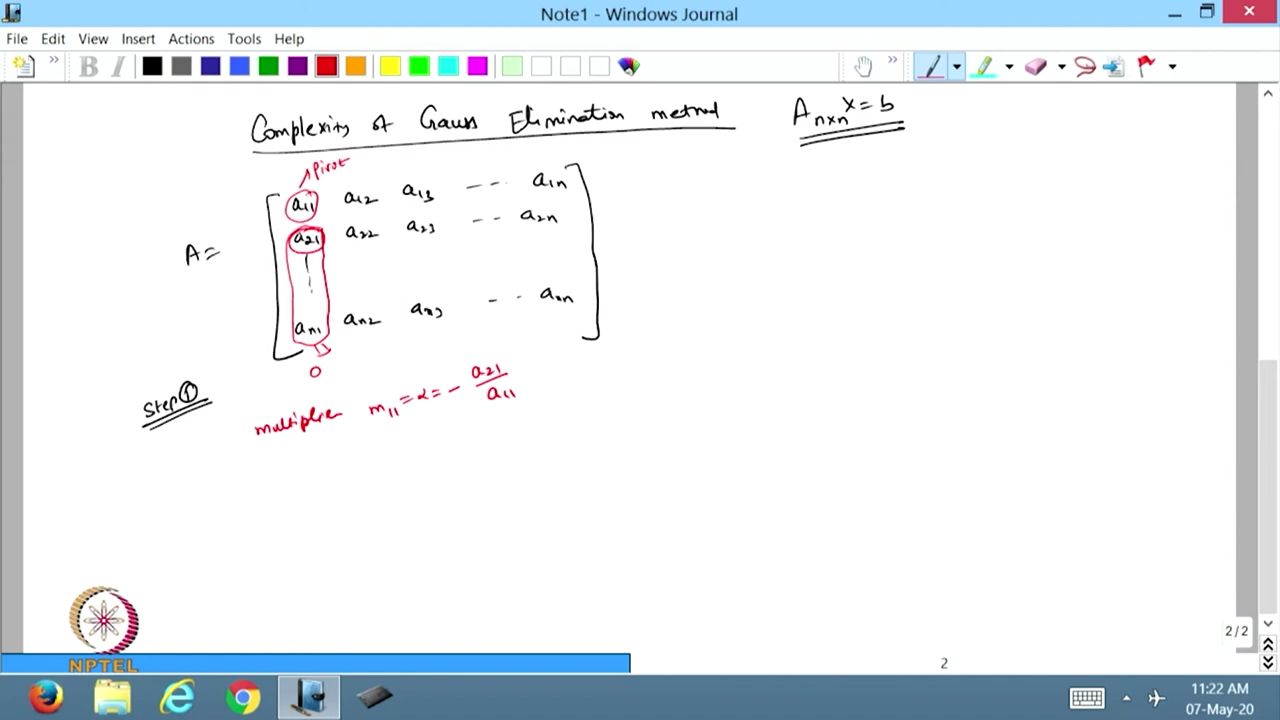 Note1 - Windows Journal
File Edit View Insert Actions Tools Help
Complexity of Gauss Elimination method
A n×n x = b
Pivot
a11 a12 a13 --- a1n
a21 a22 a23 -- a2n
A =
an1 an2 an3 -- ann
0
Step 1
multiplier m11 = α = - a21/a11
2/2
NPTEL
2
11:22 AM
07-May-20